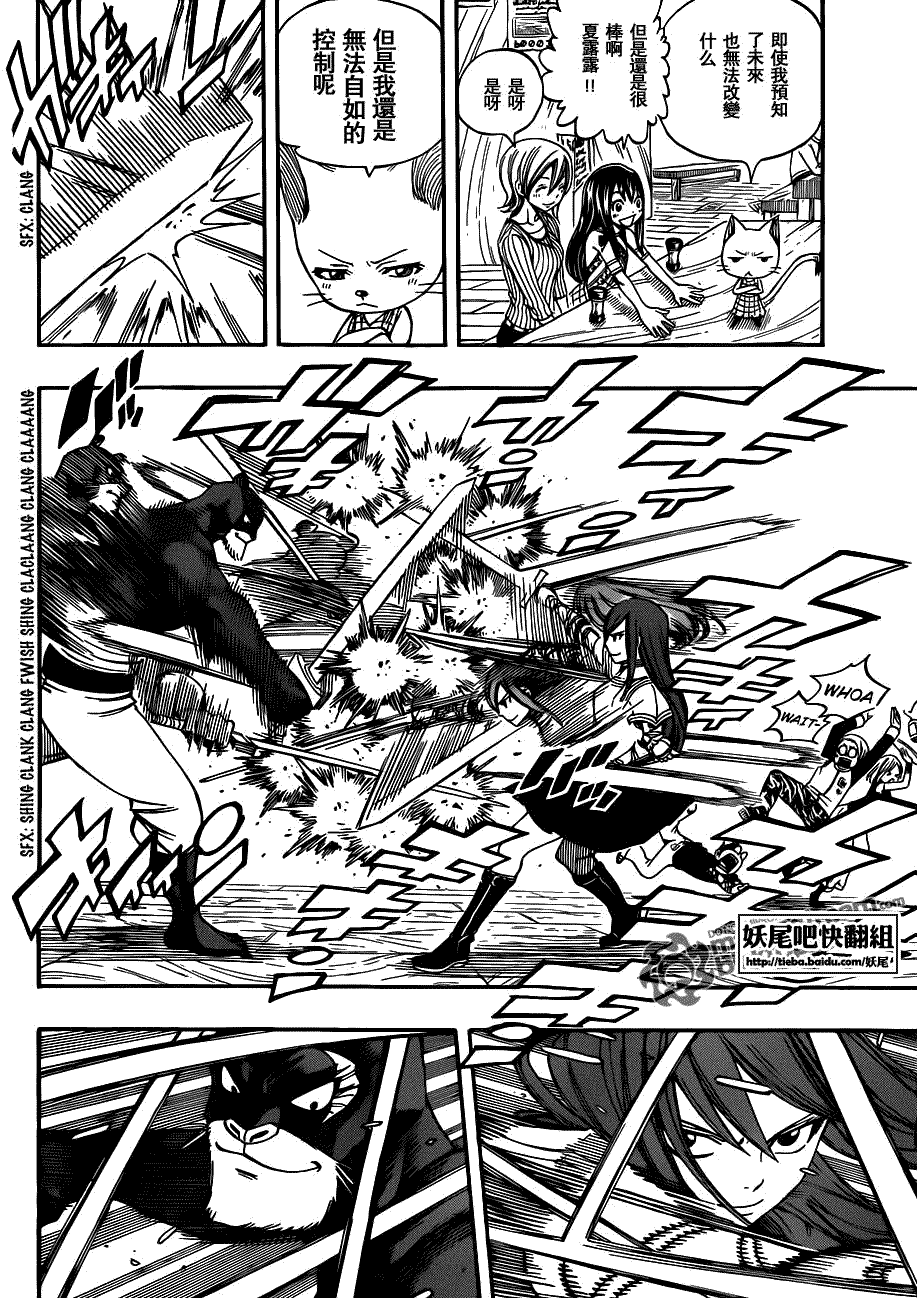 即使我預知
了未來
也無法改變
什么
但是還是很
棒啊
夏露露!!
是呀
是呀
但是我還是
無法自如的
控制呢
SFX: CLANG
SFX: SHING CLANK CLANG FWISH SHING CLACLAANG CLANG CLAAAANG
WHOA
WAIT-
妖尾吧快翻組
http://tieba.baidu.com/妖尾